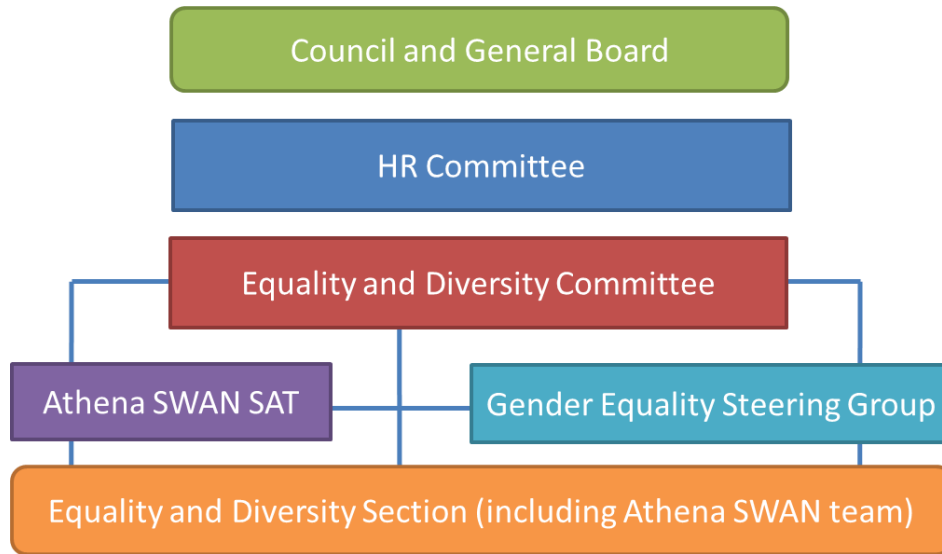 Council and General Board
HR Committee
Equality and Diversity Committee
Athena SWAN SAT
Gender Equality Steering Group
Equality and Diversity Section (including Athena SWAN team)